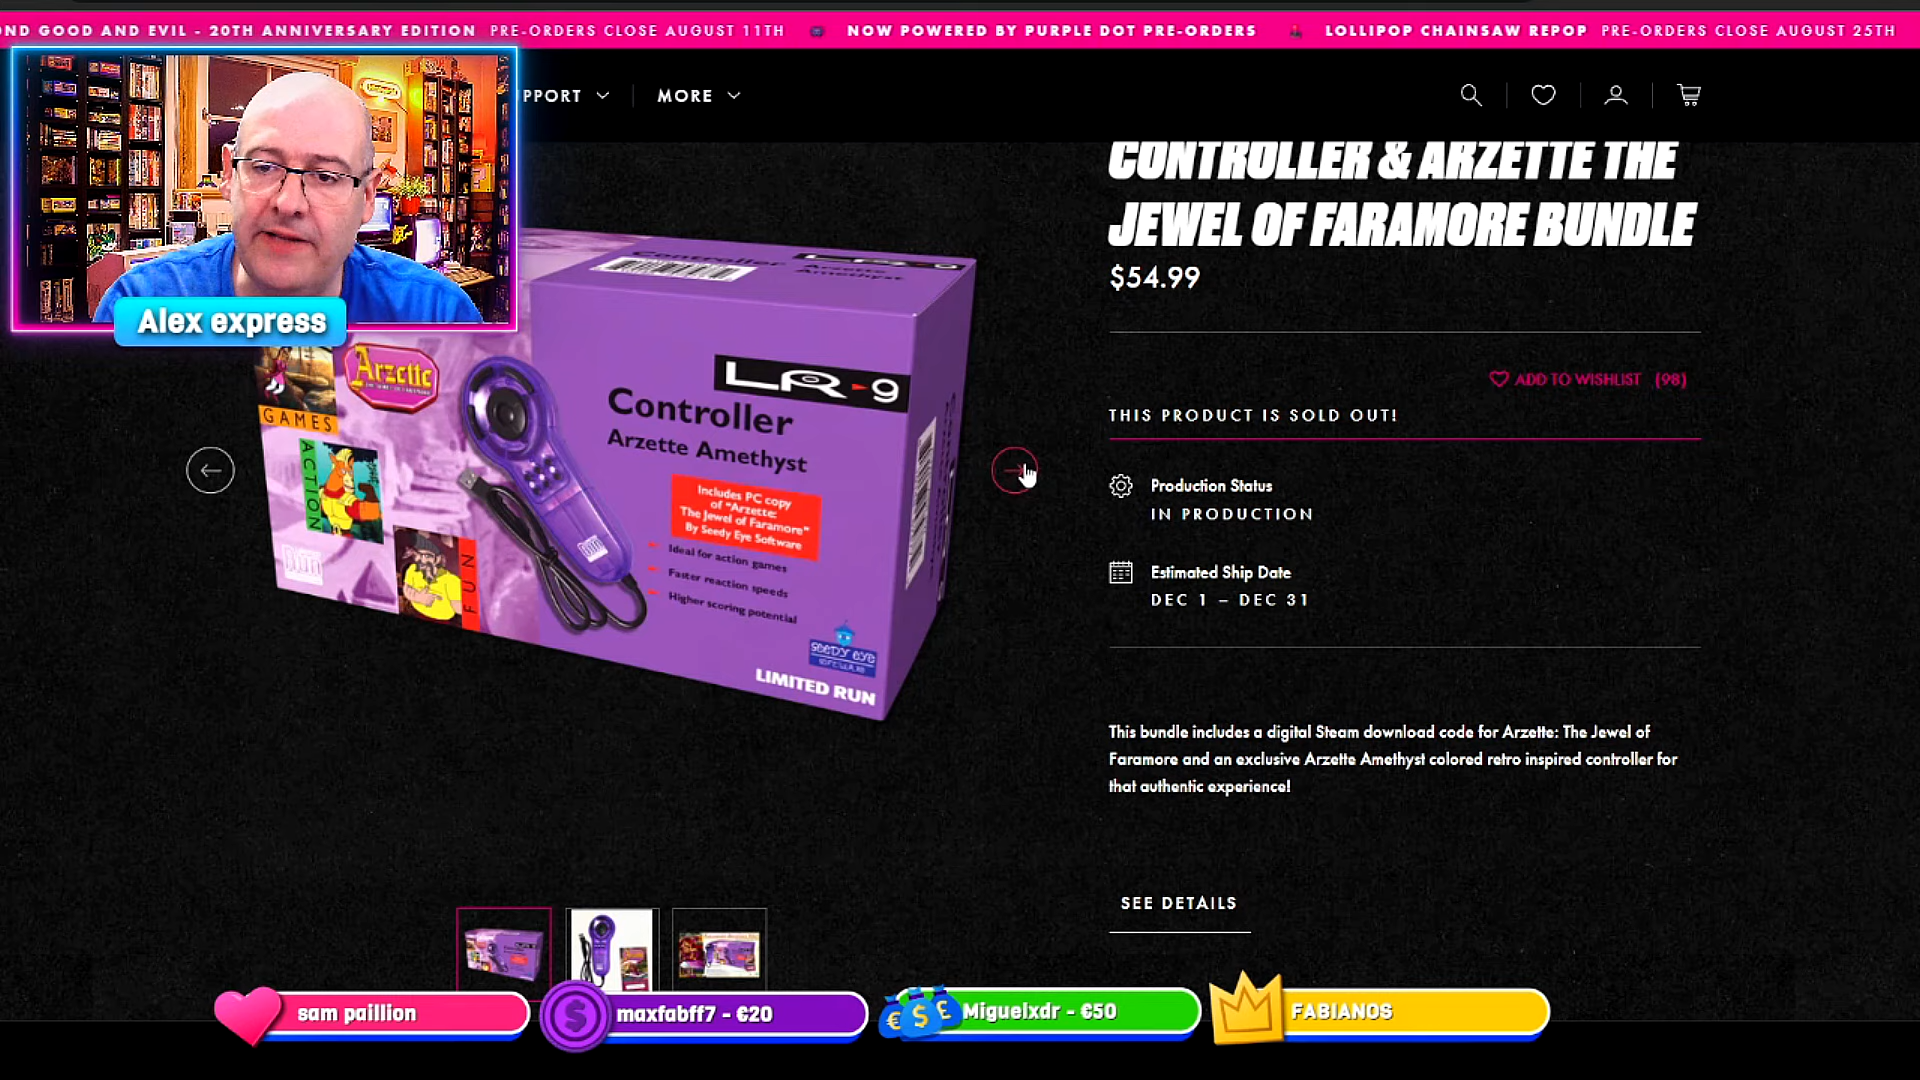 OND GOOD AND EVIL - 20TH ANNIVERSARY EDITION PRE-ORDERS CLOSE AUGUST 11TH NOW POWERED BY PURPLE DOT PRE-ORDERS LOLLIPOP CHAINSAW REPOP PRE-ORDERS CLOSE AUGUST 25TH
PPORT MORE
Alex express
CONTROLLER & ARZETTE THE
JEWEL OF FARAMORE BUNDLE
$54.99
ADD TO WISHLIST (98)
THIS PRODUCT IS SOLD OUT!
Production Status
IN PRODUCTION
Estimated Ship Date
DEC 1 – DEC 31
This bundle includes a digital Steam download code for Arzette: The Jewel of
Faramore and an exclusive Arzette Amethyst colored retro inspired controller for
that authentic experience!
SEE DETAILS
Controller
Arzette
Amethyst
Arzette
GAMES
ACTION
FUN
LR-9
Controller
Arzette Amethyst
Includes PC copy
of "Arzette:
The Jewel of Faramore"
By Seedy Eye Software
Ideal for action games
Faster reaction speeds
Higher scoring potential
SEEDY EYE
LIMITED RUN
sam paillion
maxfabff7 - €20
Miguelxdr - €50
FABIANOS